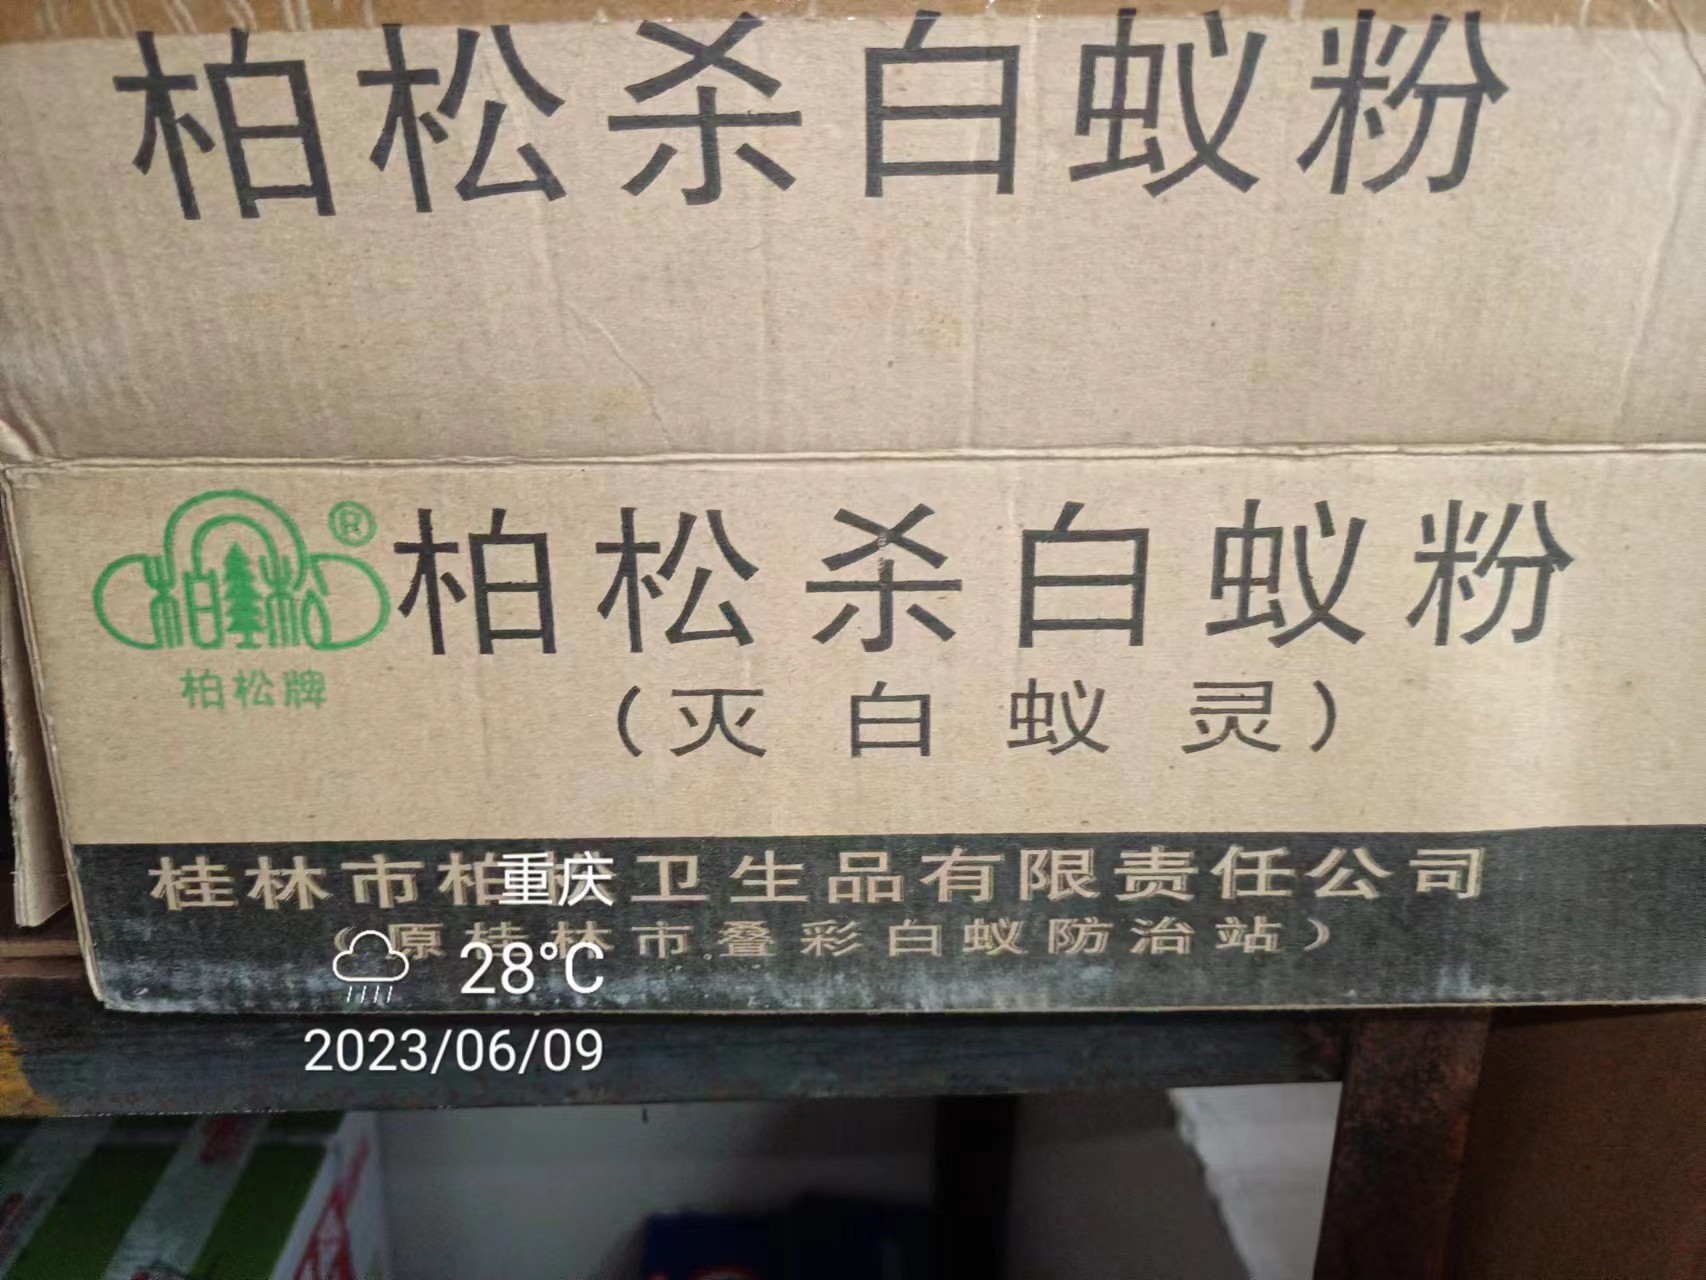 柏松杀白蚁粉
柏松
®
柏松牌
柏松杀白蚁粉
（灭白蚁灵）
桂林市柏 卫生品有限责任公司
（原桂林市叠彩白蚁防治站）
重庆
28°C
2023/06/09